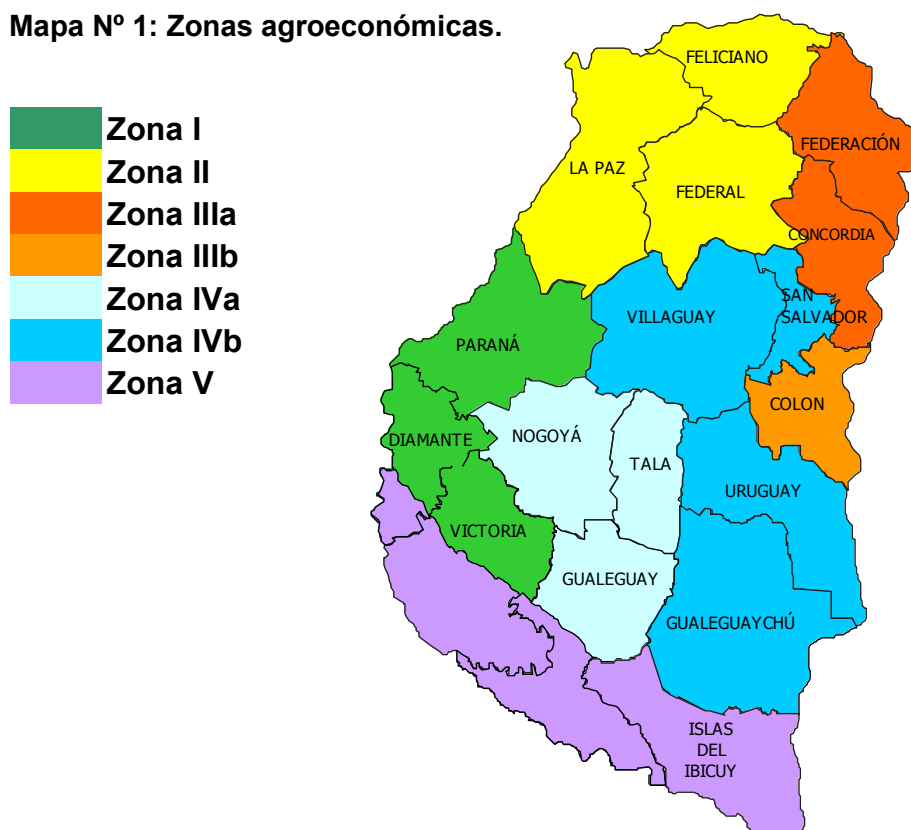 Mapa Nº 1: Zonas agroeconómicas.
Zona I
Zona II
Zona IIIa
Zona IIIb
Zona IVa
Zona IVb
Zona V
FELICIANO
FEDERACIÓN
LA PAZ
FEDERAL
CONCORDIA
SAN
SALVADOR
VILLAGUAY
PARANÁ
COLON
DIAMANTE
NOGOYÁ
TALA
URUGUAY
VICTORIA
GUALEGUAY
GUALEGUAYCHÚ
ISLAS
DEL
IBICUY